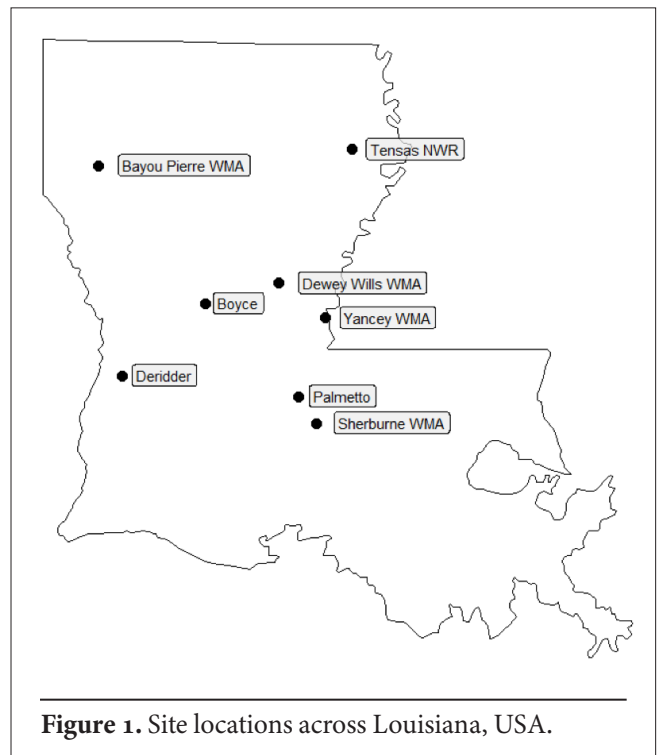 Tensas NWR
Bayou Pierre WMA
Dewey Wills WMA
Boyce
Yancey WMA
Deridder
Palmetto
Sherburne WMA
Figure 1. Site locations across Louisiana, USA.